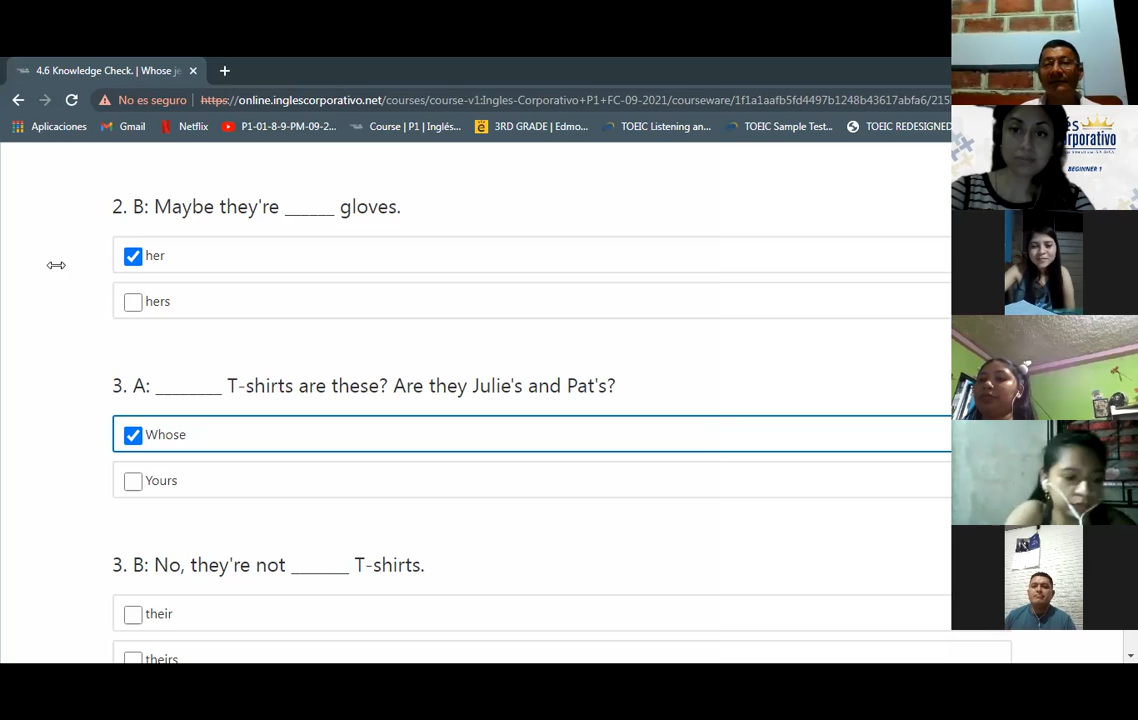 4.6 Knowledge Check. | Whose je
No es seguro | https://online.inglescorporativo.net/courses/course-v1:Ingles-Corporativo+P1+FC-09-2021/courseware/1f1a1aafb5fd4497b1248b43617abfa6/215
Aplicaciones Gmail Netflix P1-01-8-9-PM-09-2... Course | P1 | Inglés... 3RD GRADE | Edmo... TOEIC Listening an... TOEIC Sample Test... TOEIC REDESIGNED
és
rporativo
BEGINNER 1
2. B: Maybe they're ______ gloves.
her
hers
3. A: ________ T-shirts are these? Are they Julie's and Pat's?
Whose
Yours
3. B: No, they're not _______ T-shirts.
their
theirs